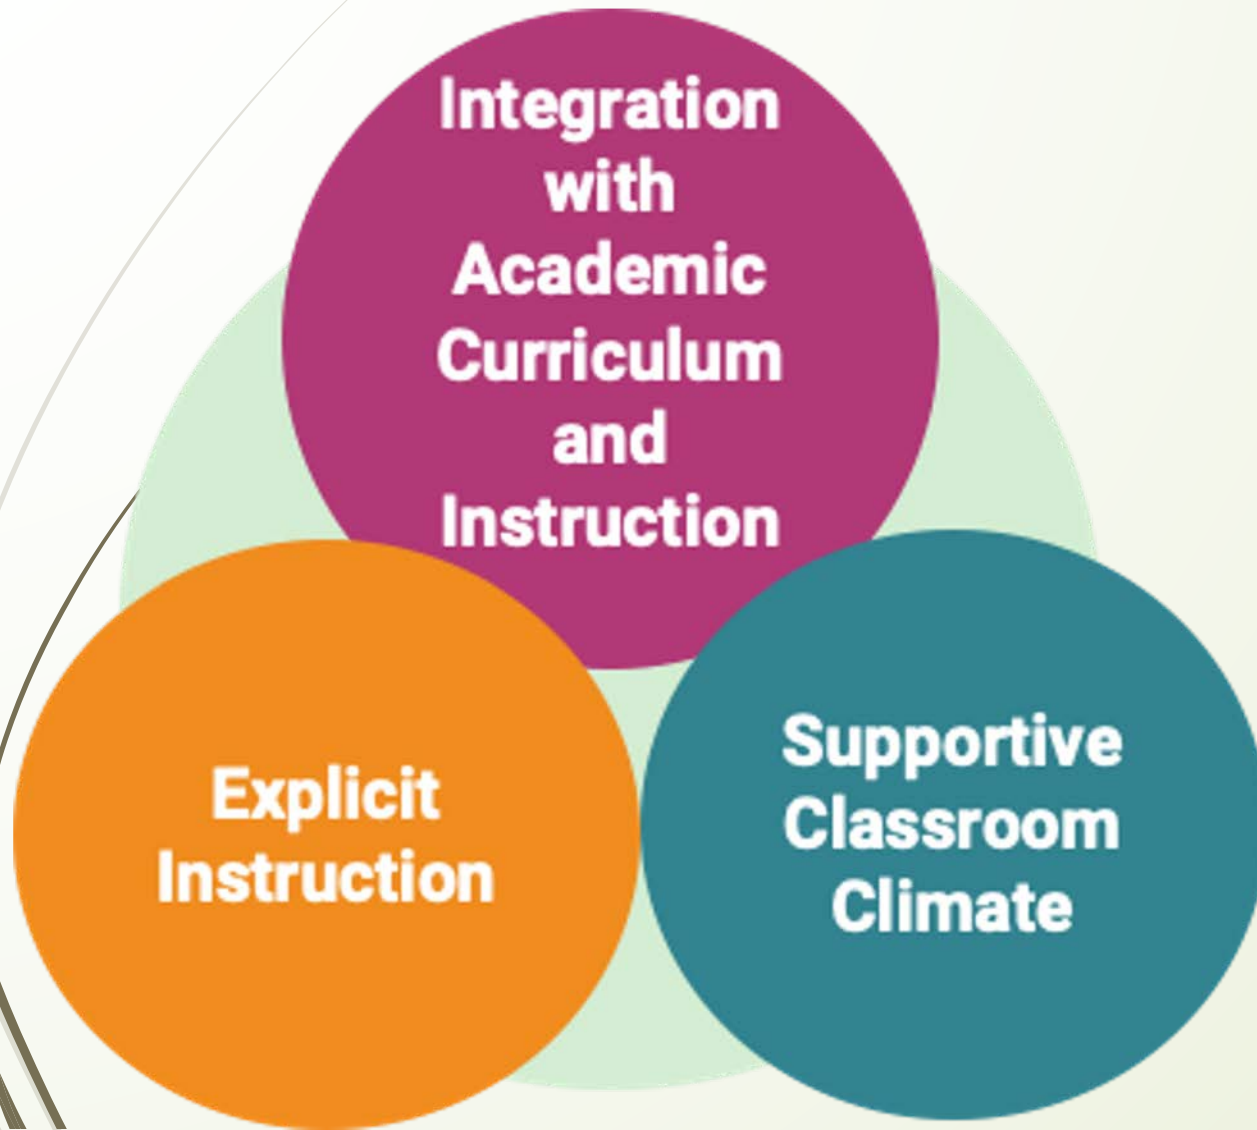 Integration
with
Academic
Curriculum
and
Instruction
Explicit
Instruction
Supportive
Classroom
Climate